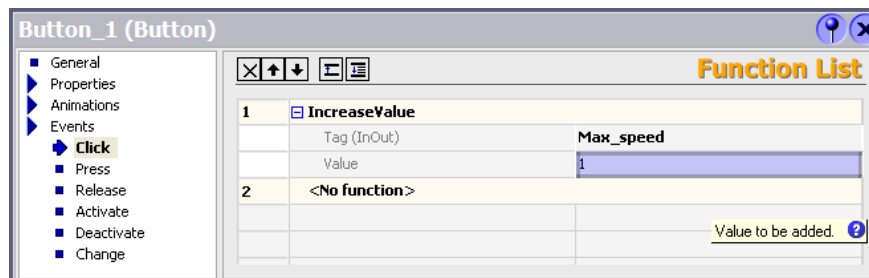 Button_1 (Button)
General
Properties
Animations
Events
Click
Press
Release
Activate
Deactivate
Change
Function List
1 IncreaseValue
Tag (InOut) Max_speed
Value 1
2 <No function>
Value to be added.